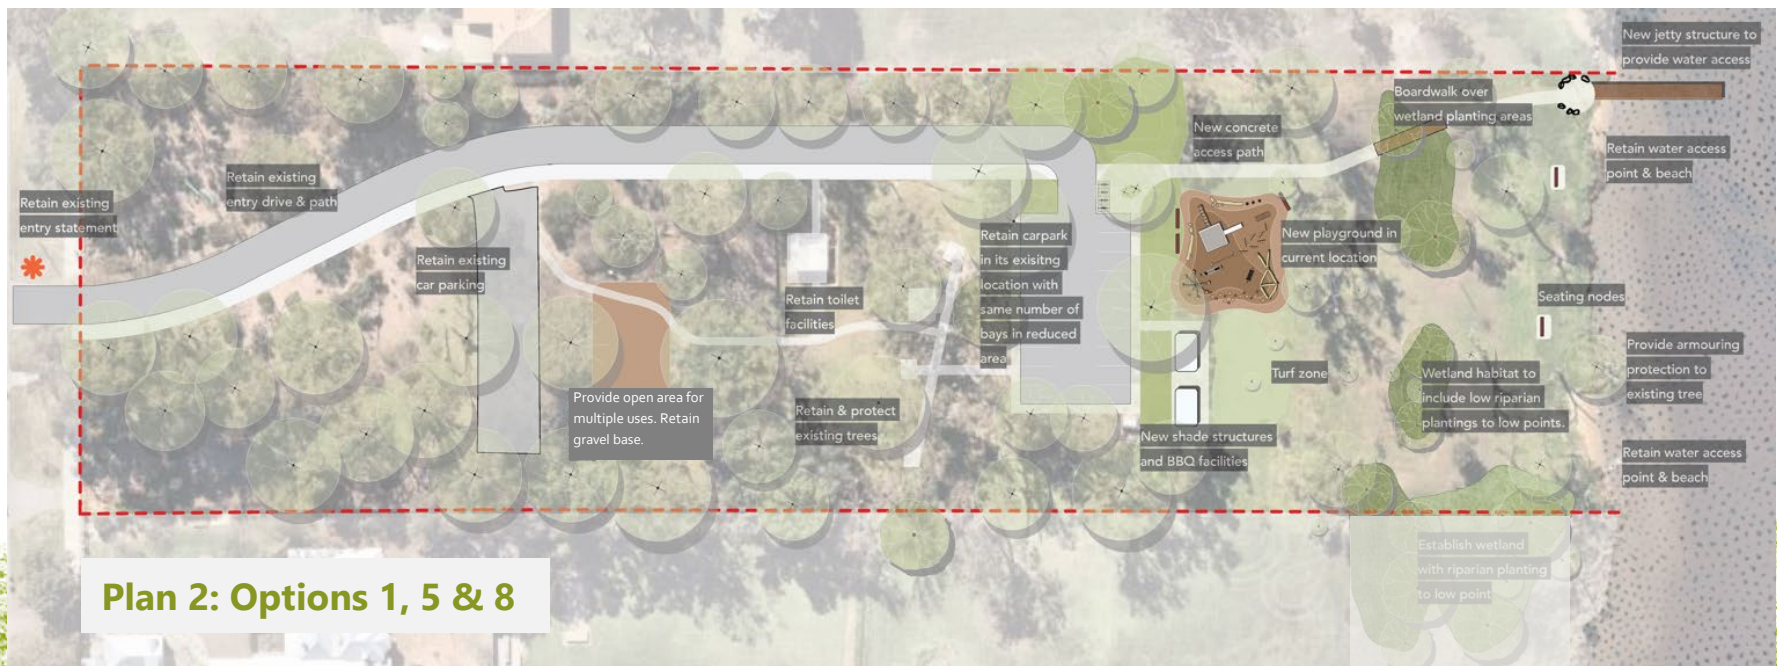 New jetty structure to
provide water access
Boardwalk over
wetland planting areas
New concrete
access path
Retain water access
point & beach
Retain existing
entry drive & path
Retain existing
entry statement
Retain existing
car parking
Retain carpark
in its exisitng
location with
same number of
bays in reduced
area
New playground in
current location
Retain toilet
facilities
Seating nodes
Provide armouring
protection to
existing tree
Turf zone
Wetland habitat to
include low riparian
plantings to low points.
Provide open area for
multiple uses. Retain
gravel base.
Retain & protect
existing trees
New shade structures
and BBQ facilities
Retain water access
point & beach
Establish wetland
with riparian planting
to low point
Plan 2: Options 1, 5 & 8